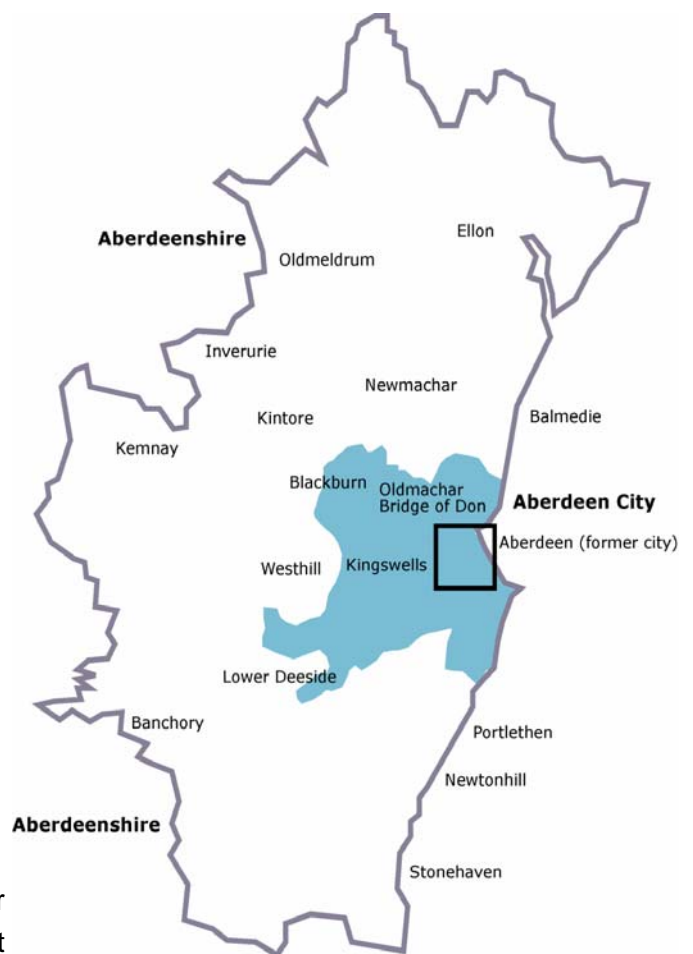 Ellon
Aberdeenshire
Oldmeldrum
Inverurie
Newmachar
Kintore
Balmedie
Kemnay
Blackburn
Oldmachar
Bridge of Don
Aberdeen City
Aberdeen (former city)
Westhill
Kingswells
Lower Deeside
Banchory
Portlethen
Newtonhill
Aberdeenshire
Stonehaven
r
t